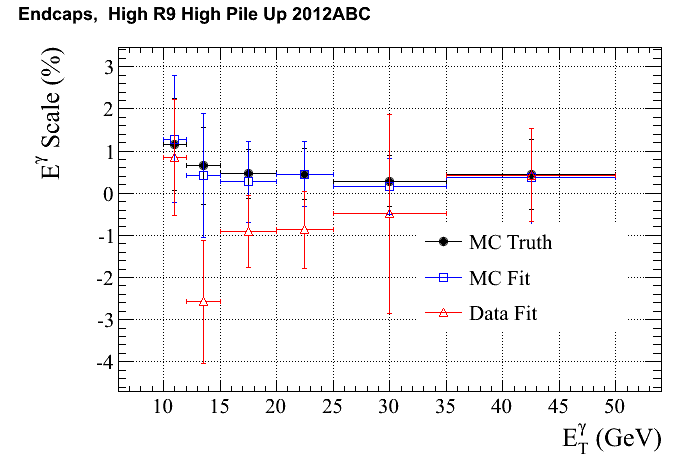 Endcaps,  High R9 High Pile Up 2012ABC
E^γ Scale (%)
3
2
1
0
-1
-2
-3
-4
MC Truth
MC Fit
Data Fit
10 15 20 25 30 35 40 45 50
E_T^γ (GeV)